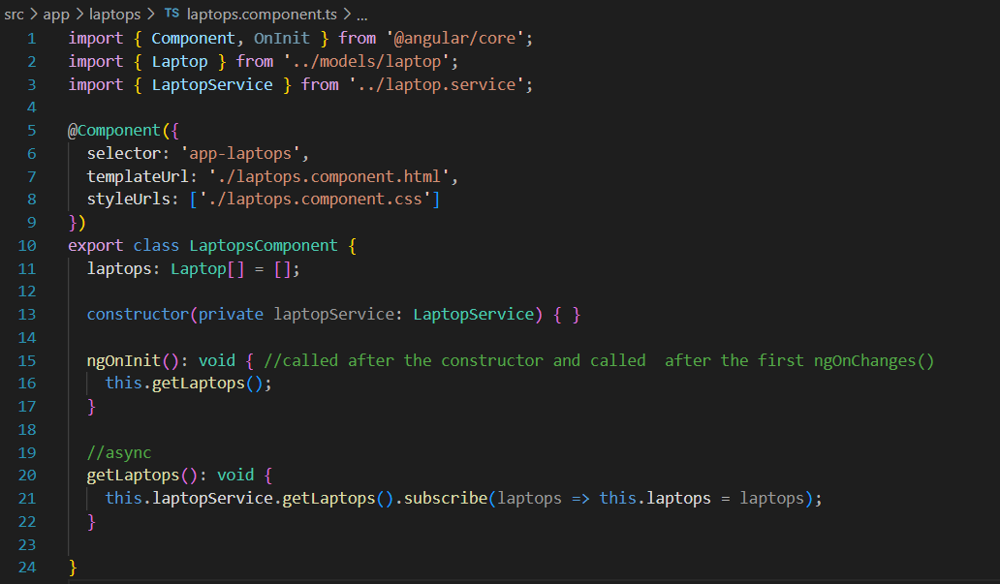 src > app > laptops > TS laptops.component.ts > ...
1 import { Component, OnInit } from '@angular/core';
2 import { Laptop } from '../models/laptop';
3 import { LaptopService } from '../laptop.service';
4
5 @Component({
6   selector: 'app-laptops',
7   templateUrl: './laptops.component.html',
8   styleUrls: ['./laptops.component.css']
9 })
10 export class LaptopsComponent {
11   laptops: Laptop[] = [];
12
13   constructor(private laptopService: LaptopService) { }
14
15   ngOnInit(): void { //called after the constructor and called  after the first ngOnChanges()
16     this.getLaptops();
17   }
18
19   //async
20   getLaptops(): void {
21     this.laptopService.getLaptops().subscribe(laptops => this.laptops = laptops);
22   }
23
24 }